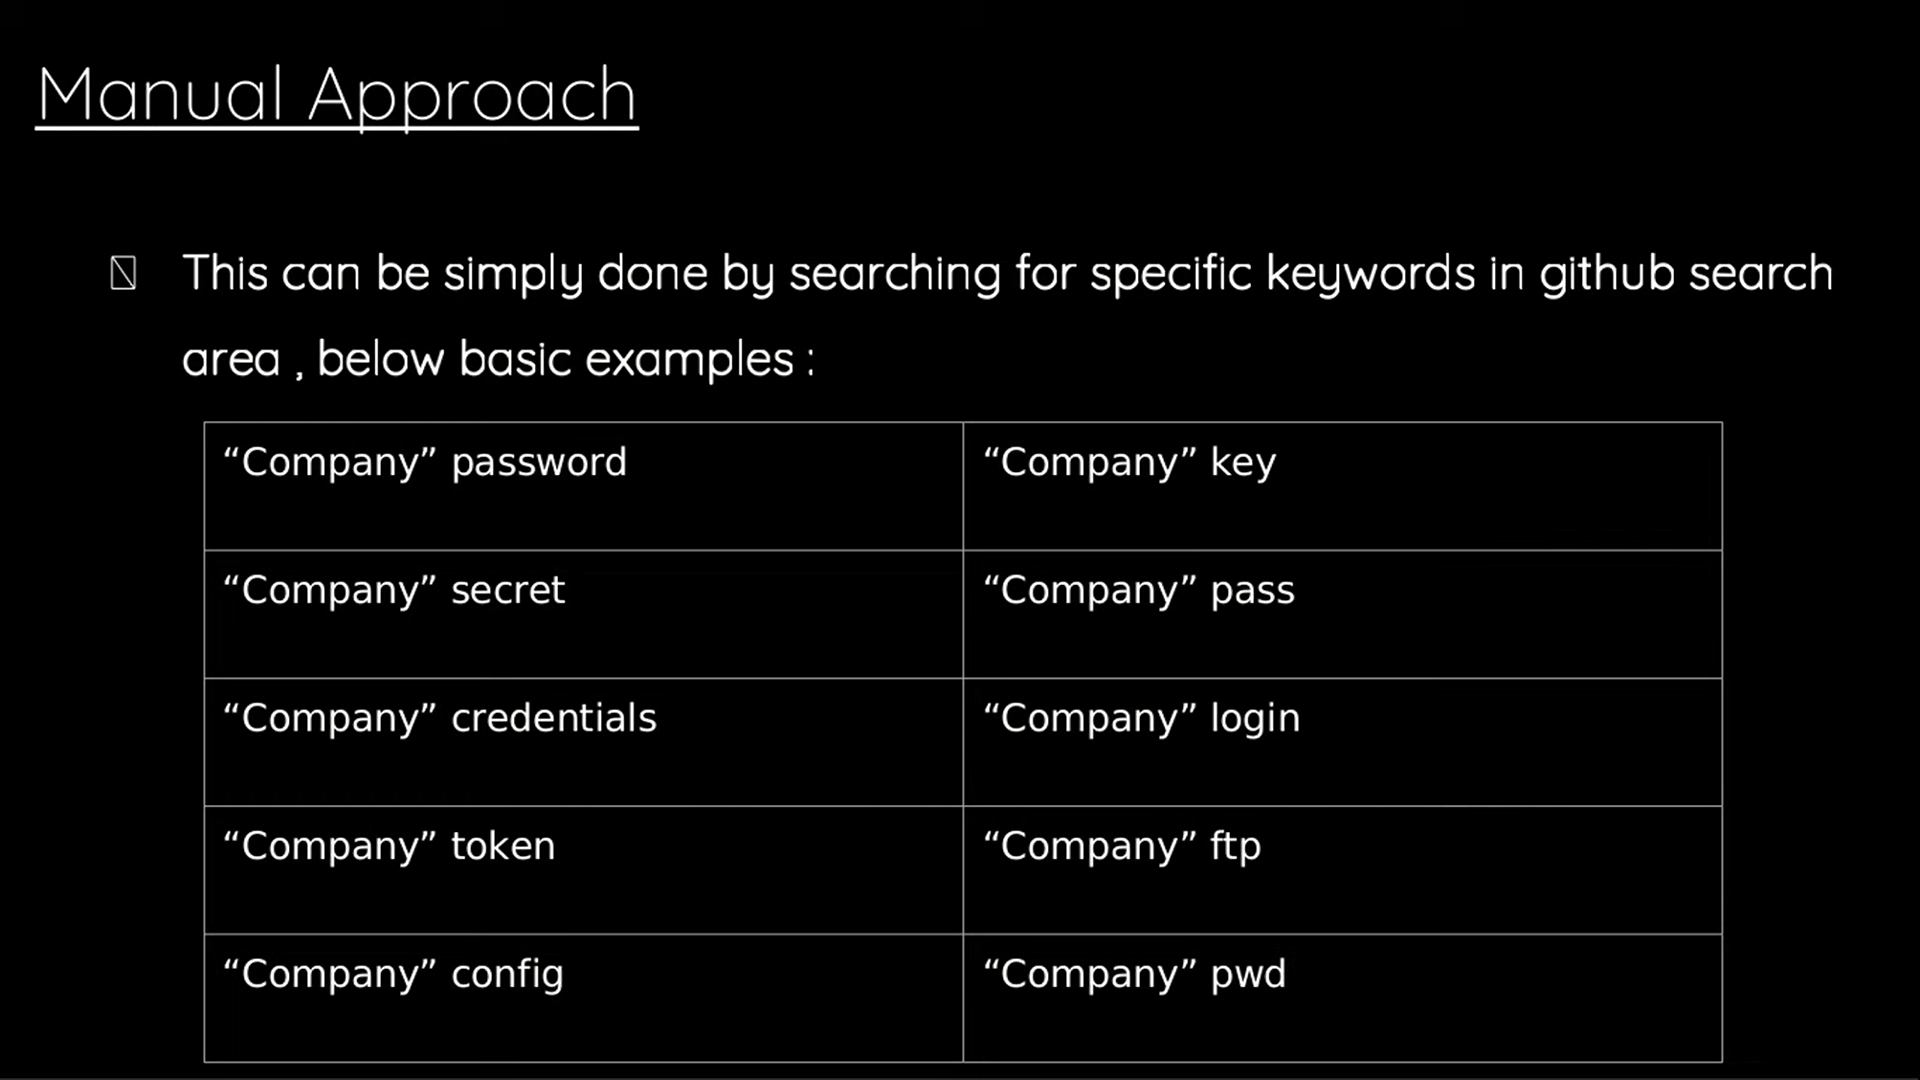 Manual Approach
This can be simply done by searching for specific keywords in github search
area , below basic examples :
“Company” password
“Company” key
“Company” secret
“Company” pass
“Company” credentials
“Company” login
“Company” token
“Company” ftp
“Company” config
“Company” pwd